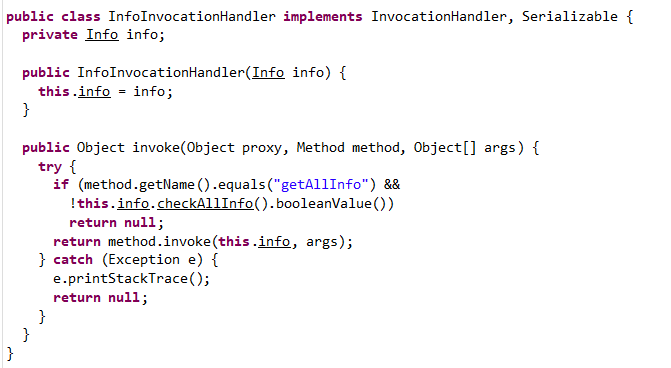 public class InfoInvocationHandler implements InvocationHandler, Serializable {
  private Info info;

  public InfoInvocationHandler(Info info) {
    this.info = info;
  }

  public Object invoke(Object proxy, Method method, Object[] args) {
    try {
      if (method.getName().equals("getAllInfo") &&
        !this.info.checkAllInfo().booleanValue())
        return null;
      return method.invoke(this.info, args);
    } catch (Exception e) {
      e.printStackTrace();
      return null;
    }
  }
}